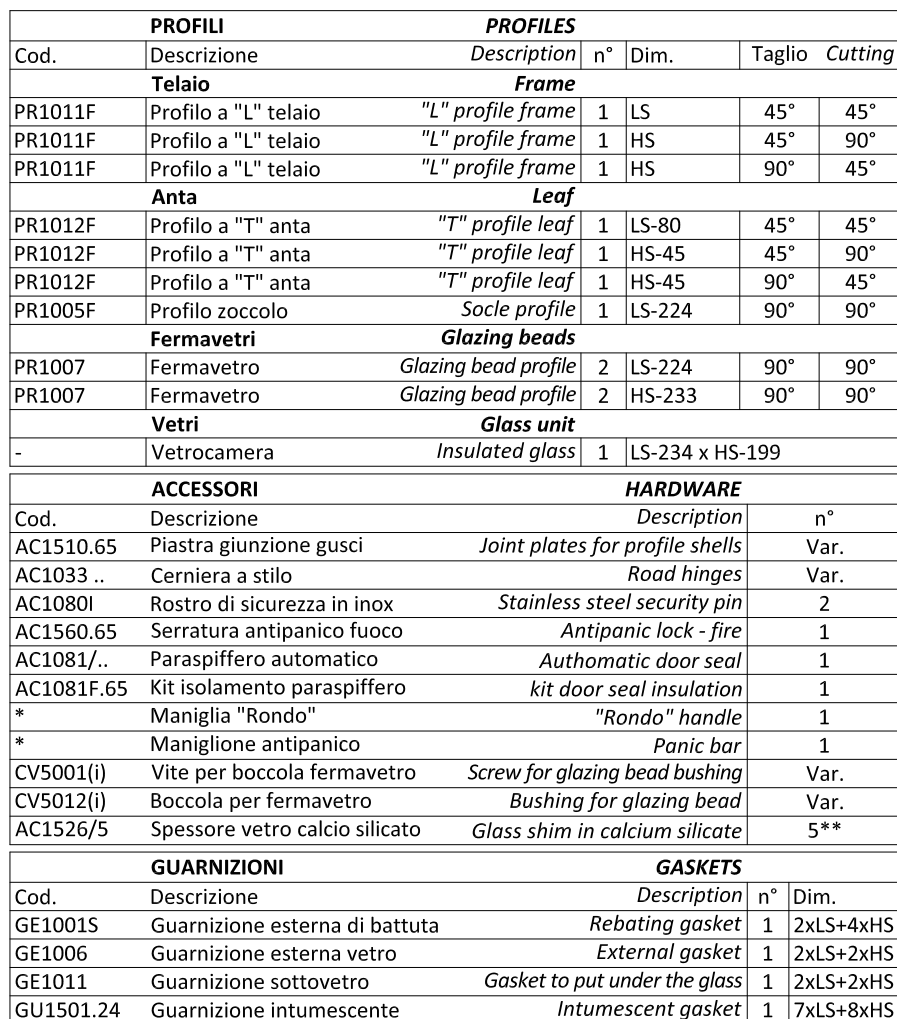 PROFILI PROFILES
Cod. Descrizione Description n° Dim. Taglio Cutting
Telaio Frame
PR1011F Profilo a "L" telaio "L" profile frame 1 LS 45° 45°
PR1011F Profilo a "L" telaio "L" profile frame 1 HS 45° 90°
PR1011F Profilo a "L" telaio "L" profile frame 1 HS 90° 45°
Anta Leaf
PR1012F Profilo a "T" anta "T" profile leaf 1 LS-80 45° 45°
PR1012F Profilo a "T" anta "T" profile leaf 1 HS-45 45° 90°
PR1012F Profilo a "T" anta "T" profile leaf 1 HS-45 90° 45°
PR1005F Profilo zoccolo Socle profile 1 LS-224 90° 90°
Fermavetri Glazing beads
PR1007 Fermavetro Glazing bead profile 2 LS-224 90° 90°
PR1007 Fermavetro Glazing bead profile 2 HS-233 90° 90°
Vetri Glass unit
- Vetrocamera Insulated glass 1 LS-234 x HS-199
ACCESSORI HARDWARE
Cod. Descrizione Description n°
AC1510.65 Piastra giunzione gusci Joint plates for profile shells Var.
AC1033 .. Cerniera a stilo Road hinges Var.
AC1080I Rostro di sicurezza in inox Stainless steel security pin 2
AC1560.65 Serratura antipanico fuoco Antipanic lock - fire 1
AC1081/.. Paraspiffero automatico Authomatic door seal 1
AC1081F.65 Kit isolamento paraspiffero kit door seal insulation 1
* Maniglia "Rondo" "Rondo" handle 1
* Maniglione antipanico Panic bar 1
CV5001(i) Vite per boccola fermavetro Screw for glazing bead bushing Var.
CV5012(i) Boccola per fermavetro Bushing for glazing bead Var.
AC1526/5 Spessore vetro calcio silicato Glass shim in calcium silicate 5**
GUARNIZIONI GASKETS
Cod. Descrizione Description n° Dim.
GE1001S Guarnizione esterna di battuta Rebating gasket 1 2xLS+4xHS
GE1006 Guarnizione esterna vetro External gasket 1 2xLS+2xHS
GE1011 Guarnizione sottovetro Gasket to put under the glass 1 2xLS+2xHS
GU1501.24 Guarnizione intumescente Intumescent gasket 1 7xLS+8xHS